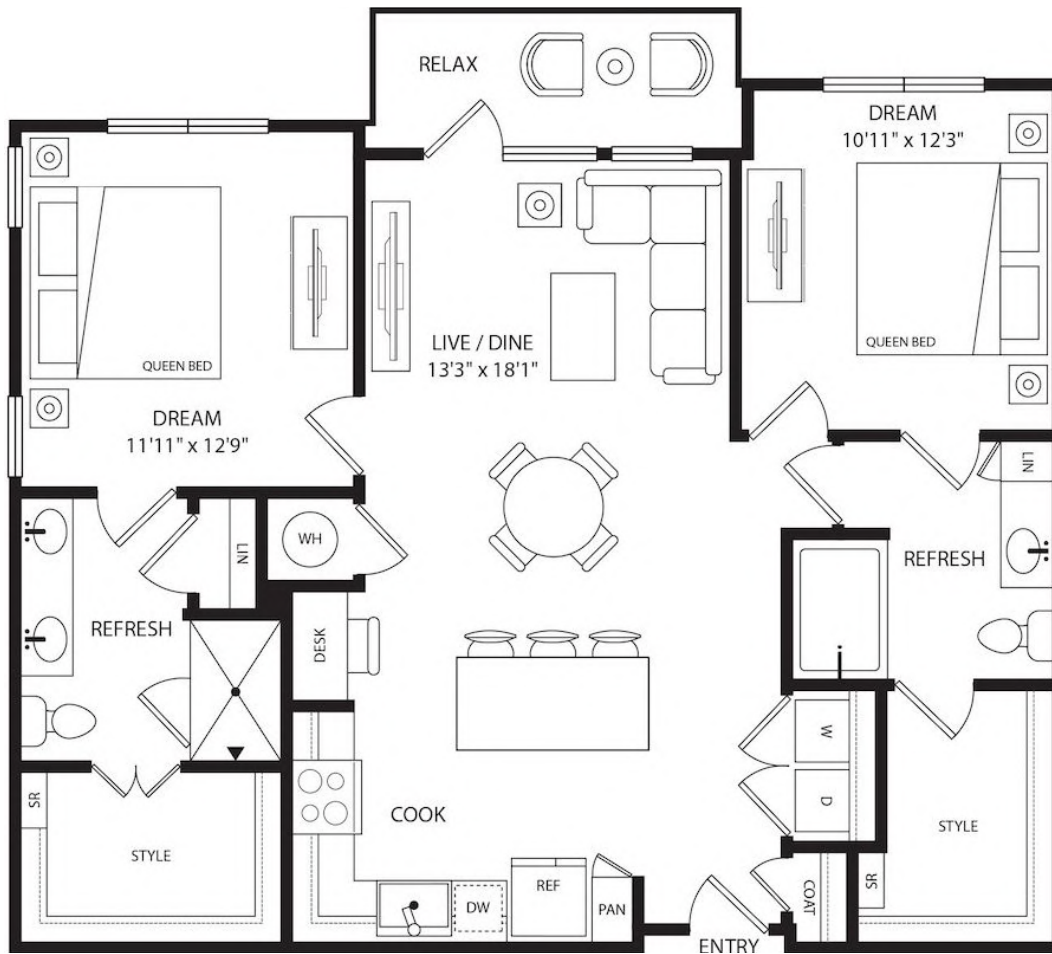 RELAX
DREAM
10'11" x 12'3"
QUEEN BED
LIVE / DINE
13'3" x 18'1"
QUEEN BED
DREAM
11'11" x 12'9"
LIN
WH
LIN
REFRESH
REFRESH
DESK
W
D
COOK
SR
STYLE
STYLE
REF
DW
PAN
COAT
SR
ENTRY